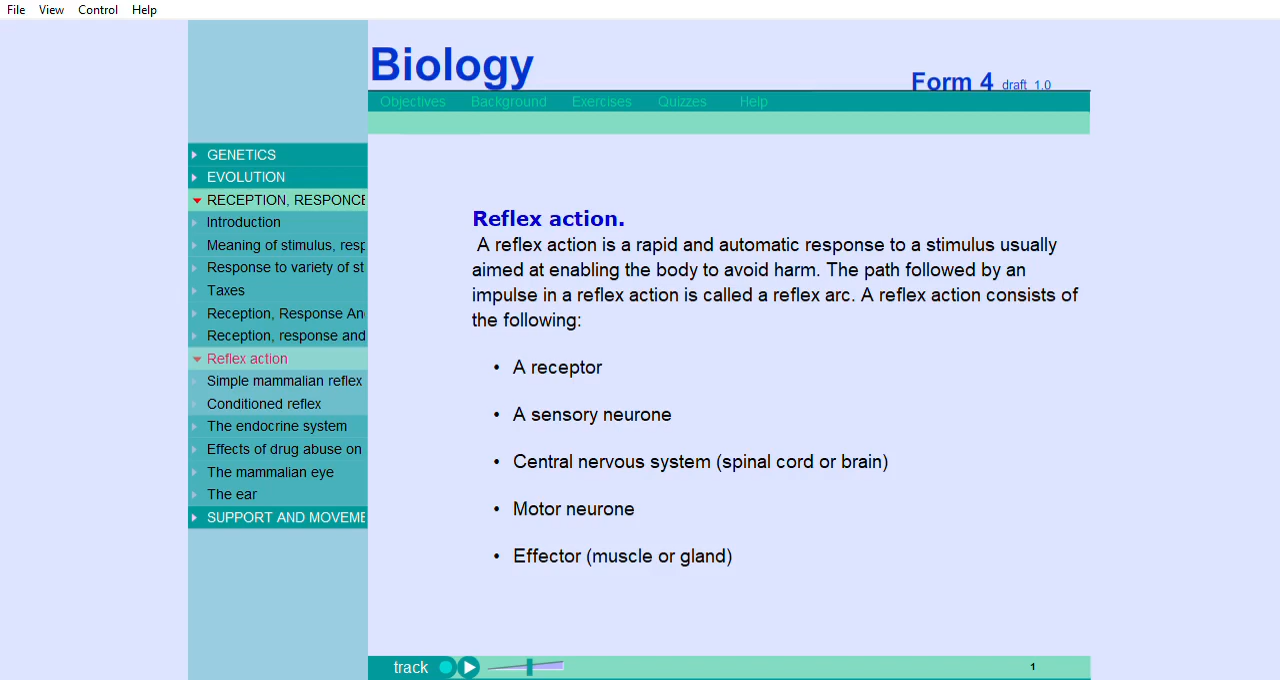 File View Control Help
Biology
Form 4 draft 1.0
Objectives Background Exercises Quizzes Help
GENETICS
EVOLUTION
RECEPTION, RESPONCE
Introduction
Meaning of stimulus, resp
Response to variety of st
Taxes
Reception, Response An
Reception, response and
Reflex action
Simple mammalian reflex
Conditioned reflex
The endocrine system
Effects of drug abuse on
The mammalian eye
The ear
SUPPORT AND MOVEME
Reflex action.
A reflex action is a rapid and automatic response to a stimulus usually
aimed at enabling the body to avoid harm. The path followed by an
impulse in a reflex action is called a reflex arc. A reflex action consists of
the following:
• A receptor
• A sensory neurone
• Central nervous system (spinal cord or brain)
• Motor neurone
• Effector (muscle or gland)
track
1